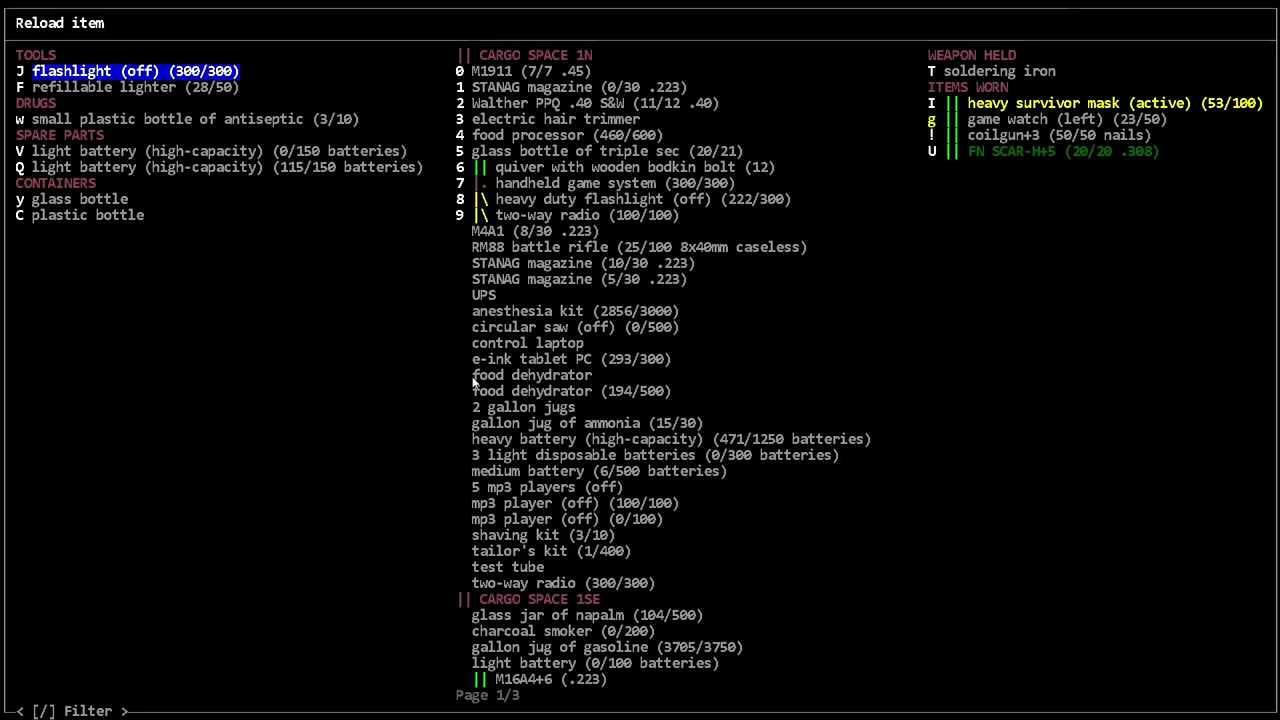 Reload item
TOOLS
J flashlight (off) (300/300)
F refillable lighter (28/50)
DRUGS
w small plastic bottle of antiseptic (3/10)
SPARE PARTS
V light battery (high-capacity) (0/150 batteries)
Q light battery (high-capacity) (115/150 batteries)
CONTAINERS
y glass bottle
C plastic bottle
|| CARGO SPACE 1N
0 M1911 (7/7 .45)
1 STANAG magazine (0/30 .223)
2 Walther PPQ .40 S&W (11/12 .40)
3 electric hair trimmer
4 food processor (460/600)
5 glass bottle of triple sec (20/21)
6 || quiver with wooden bodkin bolt (12)
7 |. handheld game system (300/300)
8 |\ heavy duty flashlight (off) (222/300)
9 |\ two-way radio (100/100)
M4A1 (8/30 .223)
RM88 battle rifle (25/100 8x40mm caseless)
STANAG magazine (10/30 .223)
STANAG magazine (5/30 .223)
UPS
anesthesia kit (2856/3000)
circular saw (off) (0/500)
control laptop
e-ink tablet PC (293/300)
food dehydrator
food dehydrator (194/500)
2 gallon jugs
gallon jug of ammonia (15/30)
heavy battery (high-capacity) (471/1250 batteries)
3 light disposable batteries (0/300 batteries)
medium battery (6/500 batteries)
5 mp3 players (off)
mp3 player (off) (100/100)
mp3 player (off) (0/100)
shaving kit (3/10)
tailor's kit (1/400)
test tube
two-way radio (300/300)
|| CARGO SPACE 1SE
glass jar of napalm (104/500)
charcoal smoker (0/200)
gallon jug of gasoline (3705/3750)
light battery (0/100 batteries)
|| M16A4+6 (.223)
Page 1/3
WEAPON HELD
T soldering iron
ITEMS WORN
I || heavy survivor mask (active) (53/100)
g || game watch (left) (23/50)
! || coilgun+3 (50/50 nails)
U || FN SCAR-H+5 (20/20 .308)
< [/] Filter >